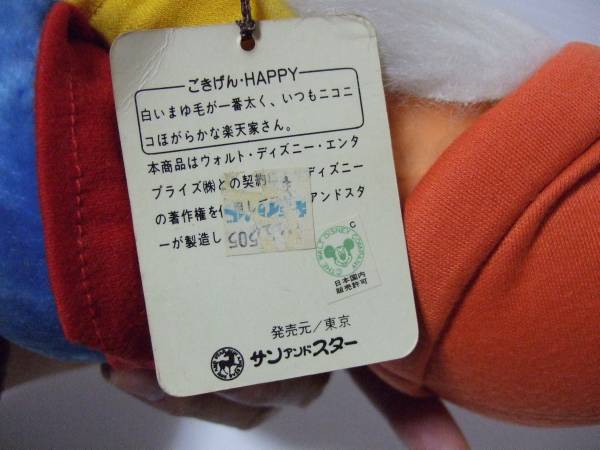 ごきげん・HAPPY
白いまゆ毛が一番太く、いつもニコニ
コほがらかな楽天家さん。
本商品はウォルト・ディズニー・エンタ
プライズ㈱との契約 ディズニー
の著作権を アンドスタ
ーが製造し
505
C
©THE WALT DISNEY COMPANY
日本国内
販売許可
発売元/東京
サンアンドスター